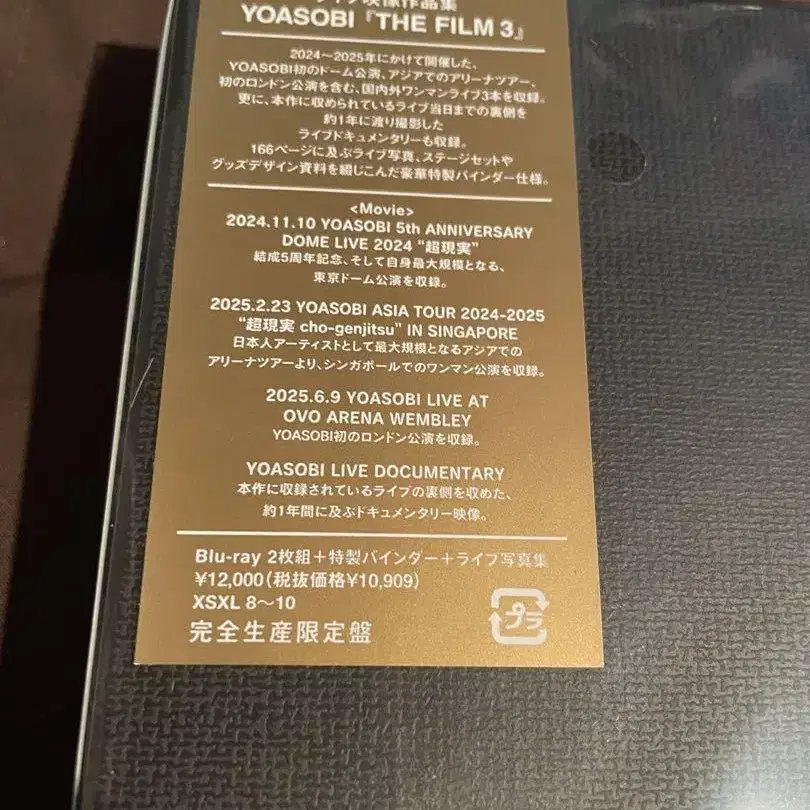 ライブ映像作品集
YOASOBI『THE FILM 3』
2024〜2025年にかけて開催した、
YOASOBI初のドーム公演、アジアでのアリーナツアー、
初のロンドン公演を含む、国内外ワンマンライブ3本を収録。
更に、本作に収められているライブ当日までの裏側を
約1年に渡り撮影した
ライブドキュメンタリーも収録。
166ページに及ぶライブ写真、ステージセットや
グッズデザイン資料を綴じこんだ豪華特製バインダー仕様。
<Movie>
2024.11.10 YOASOBI 5th ANNIVERSARY
DOME LIVE 2024 “超現実”
結成5周年記念、そして自身最大規模となる、
東京ドーム公演を収録。
2025.2.23 YOASOBI ASIA TOUR 2024-2025
“超現実 cho-genjitsu” IN SINGAPORE
日本人アーティストとして最大規模となるアジアでの
アリーナツアーより、シンガポールでのワンマン公演を収録。
2025.6.9 YOASOBI LIVE AT
OVO ARENA WEMBLEY
YOASOBI初のロンドン公演を収録。
YOASOBI LIVE DOCUMENTARY
本作に収録されているライブの裏側を収めた、
約1年間に及ぶドキュメンタリー映像。
Blu-ray 2枚組＋特製バインダー＋ライブ写真集
¥12,000（税抜価格¥10,909）
XSXL 8〜10
完全生産限定盤
プラ